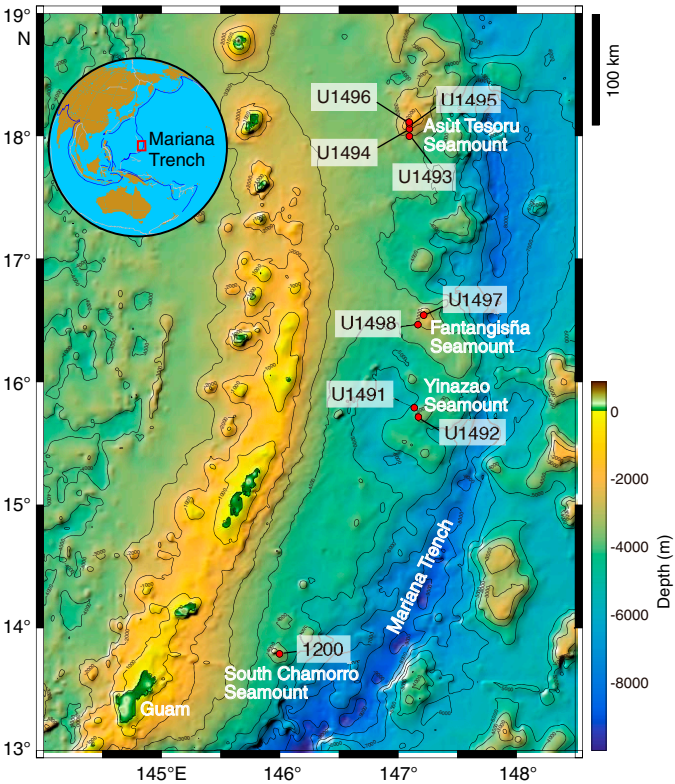 19°
N
18°
17°
16°
15°
14°
13°
145°E
146°
147°
148°
Mariana
Trench
U1496
U1495
Asùt Tesoru
Seamount
U1494
U1493
U1497
U1498
Fantangisña
Seamount
U1491
Yinazao
Seamount
U1492
Mariana Trench
1200
South Chamorro
Seamount
Guam
100 km
0
-2000
-4000
-6000
-8000
Depth (m)